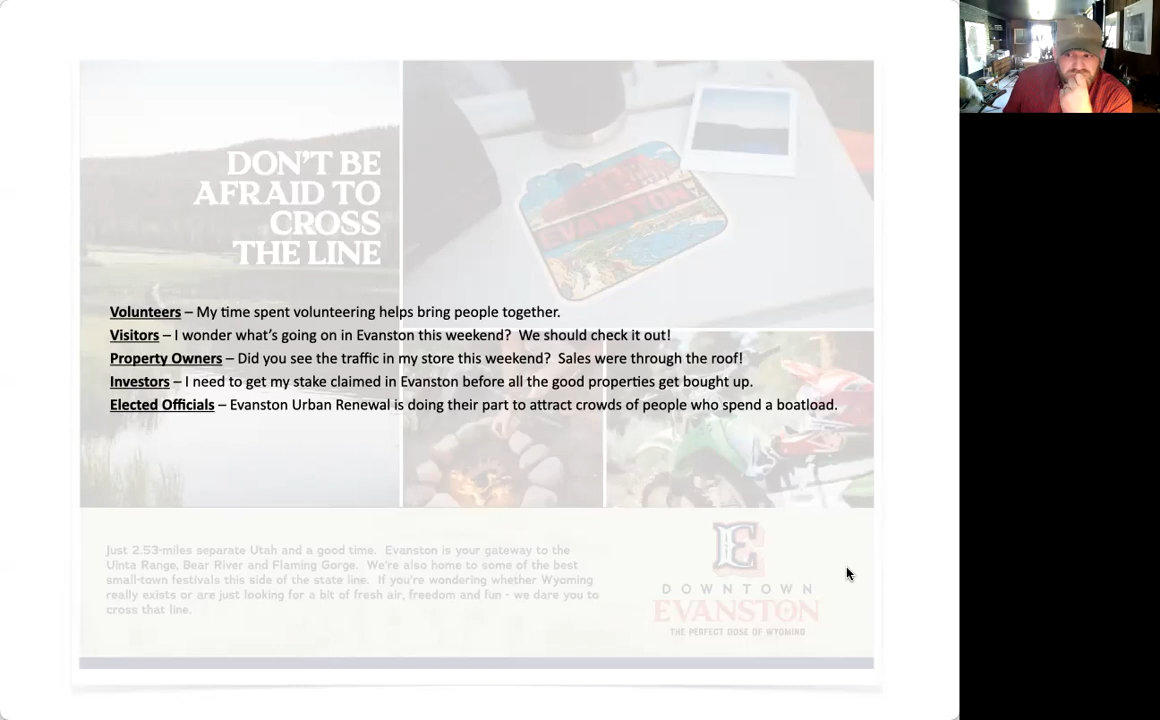 DON'T BE
AFRAID TO
CROSS
THE LINE
EVANSTON
Volunteers – My time spent volunteering helps bring people together.
Visitors – I wonder what's going on in Evanston this weekend?  We should check it out!
Property Owners – Did you see the traffic in my store this weekend?  Sales were through the roof!
Investors – I need to get my stake claimed in Evanston before all the good properties get bought up.
Elected Officials – Evanston Urban Renewal is doing their part to attract crowds of people who spend a boatload.
Just 2.53-miles separate Utah and a good time.  Evanston is your gateway to the
Uinta Range, Bear River and Flaming Gorge.  We're also home to some of the best
small-town festivals this side of the state line.  If you're wondering whether Wyoming
really exists or are just looking for a bit of fresh air, freedom and fun - we dare you to
cross that line.
E
DOWNTOWN
EVANSTON
THE PERFECT DOSE OF WYOMING